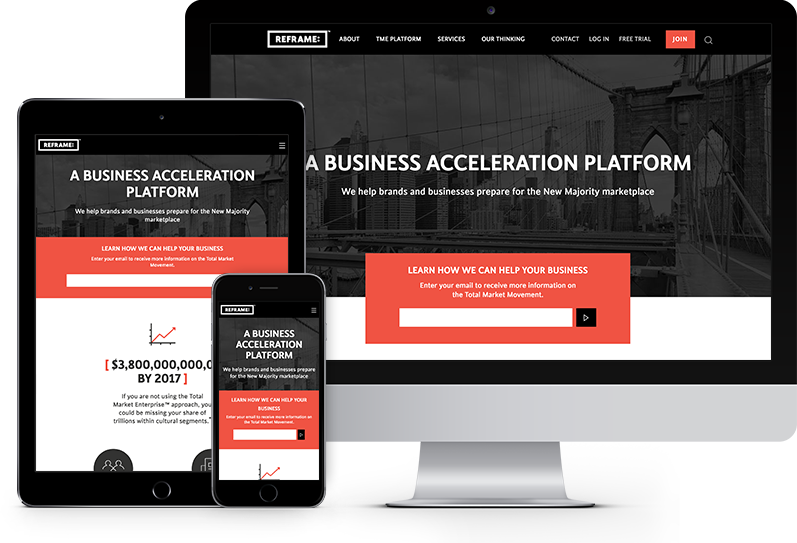 REFRAME:
ABOUT
TME PLATFORM
SERVICES
OUR THINKING
CONTACT
LOG IN
FREE TRIAL
JOIN
A BUSINESS ACCELERATION PLATFORM
We help brands and businesses prepare for the New Majority marketplace
LEARN HOW WE CAN HELP YOUR BUSINESS
Enter your email to receive more information on
the Total Market Movement.
REFRAME:
A BUSINESS ACCELERATION
PLATFORM
We help brands and businesses prepare for the New Majority
marketplace
LEARN HOW WE CAN HELP YOUR BUSINESS
Enter your email to receive more information on the Total Market
Movement.
[ $3,800,000,000,0
BY 2017 ]
If you are not using the Total
Market Enterprise™ approach, you
could be missing your share of
trillions within cultural segments.
REFRAME:
A BUSINESS
ACCELERATION
PLATFORM
We help brands and businesses prepare
for the New Majority marketplace
LEARN HOW WE CAN HELP YOUR
BUSINESS
Enter your email to receive more information on
the Total Market Movement.